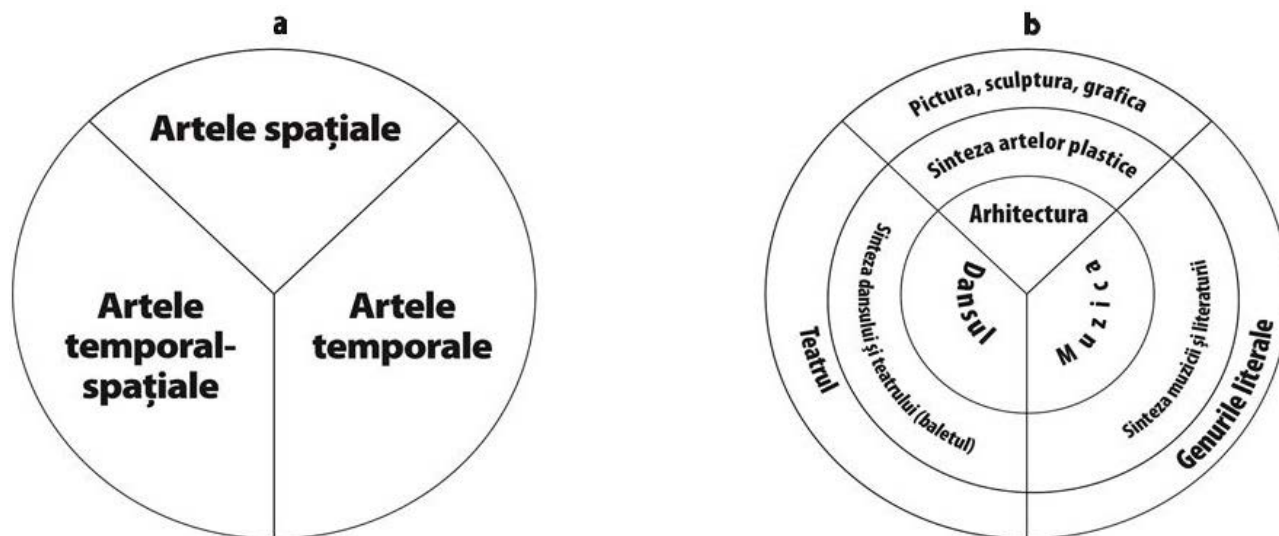 a
Artele spațiale
Artele
temporal-
spațiale
Artele
temporale
b
Pictura, sculptura, grafica
Sinteza artelor plastice
Arhitectura
Dansul
Muzica
Sinteza dansului și teatrului (baletul)
Sinteza muzicii și literaturii
Teatrul
Genurile literale